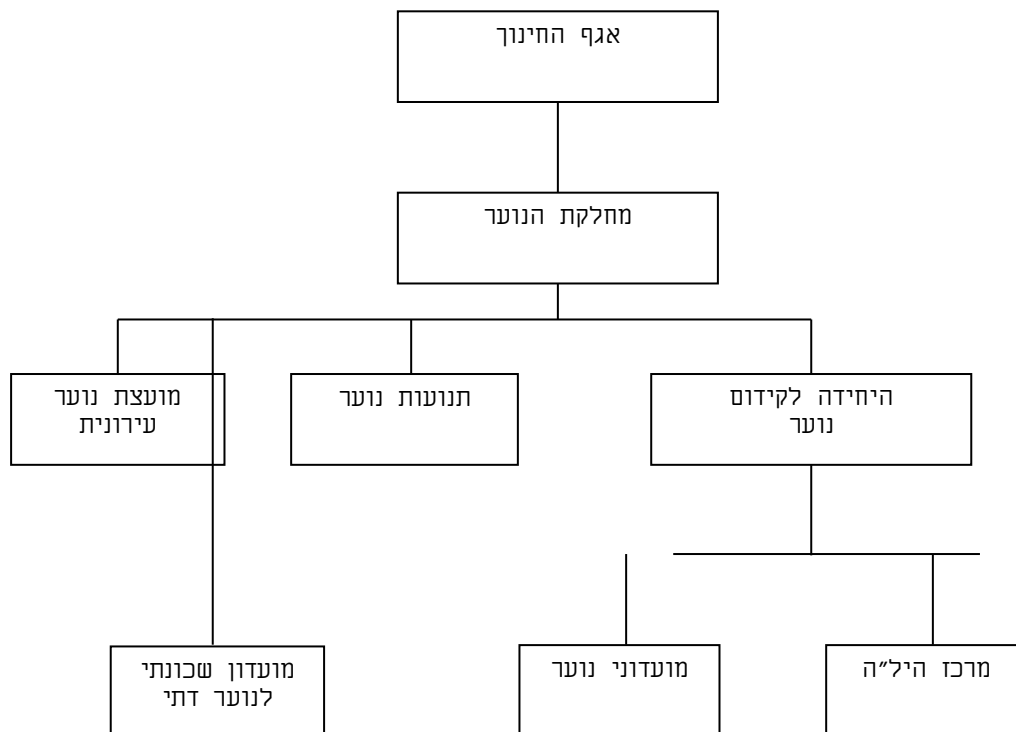 אגף החינוך
מחלקת הנוער
היחידה לקידום
נוער
תנועות נוער
מועצת נוער
עירונית
מרכז היל״ה
מועדוני נוער
מועדון שכונתי
לנוער דתי